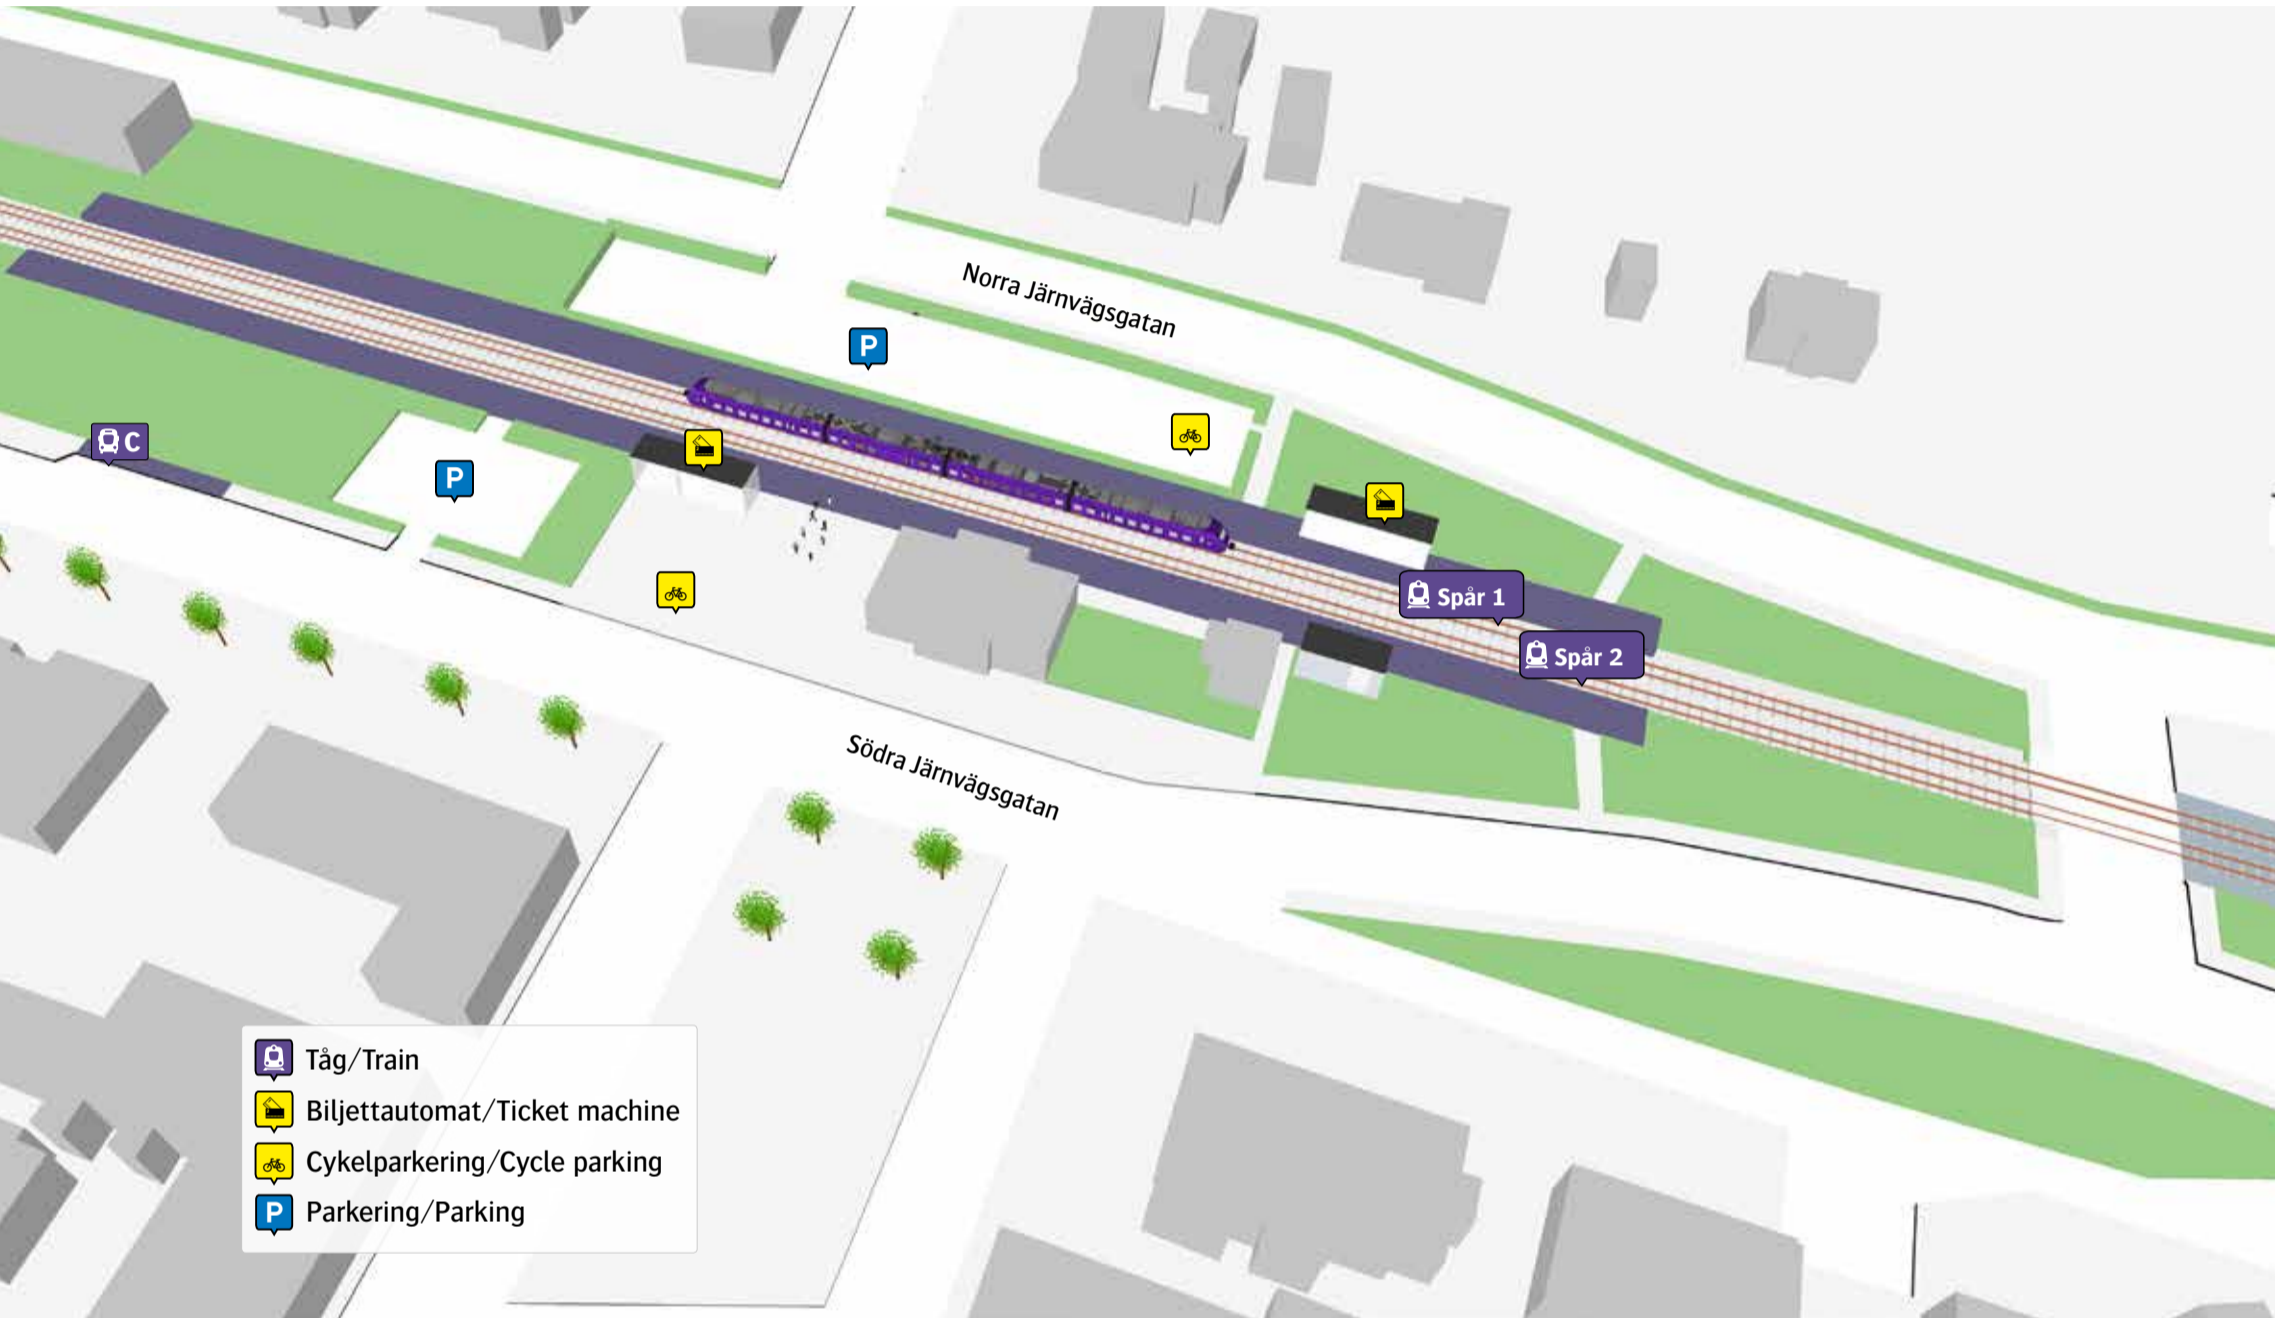 Norra Järnvägsgatan
P
C
P
Spår 1
Spår 2
Södra Järnvägsgatan
Tåg/Train
Biljettautomat/Ticket machine
Cykelparkering/Cycle parking
P Parkering/Parking